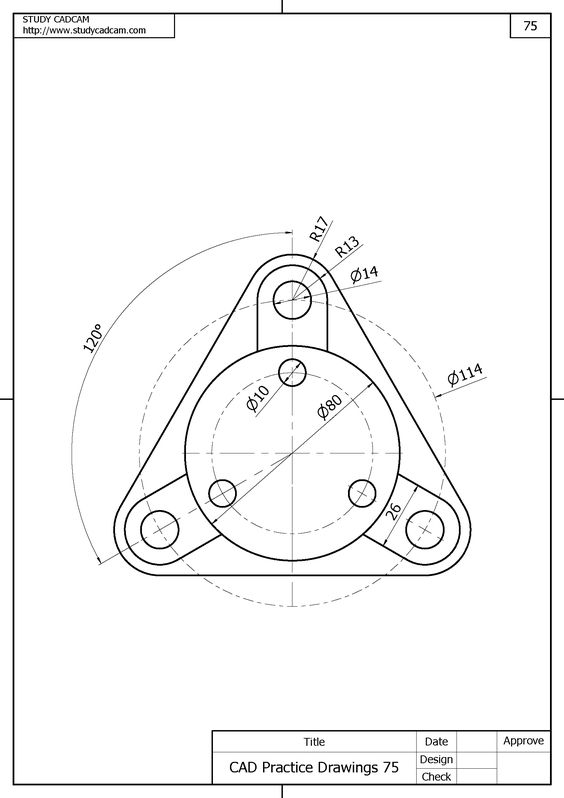 STUDY CADCAM
http://www.studycadcam.com
75
R17
R13
Ø14
120°
Ø114
Ø10
Ø80
26
Title
Date
Approve
CAD Practice Drawings 75
Design
Check